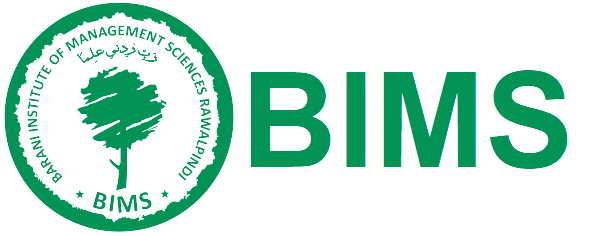 BARANI INSTITUTE OF MANAGEMENT SCIENCES RAWALPINDI
رَبِّ زِدْنِي عِلْمًا
BIMS
BIMS